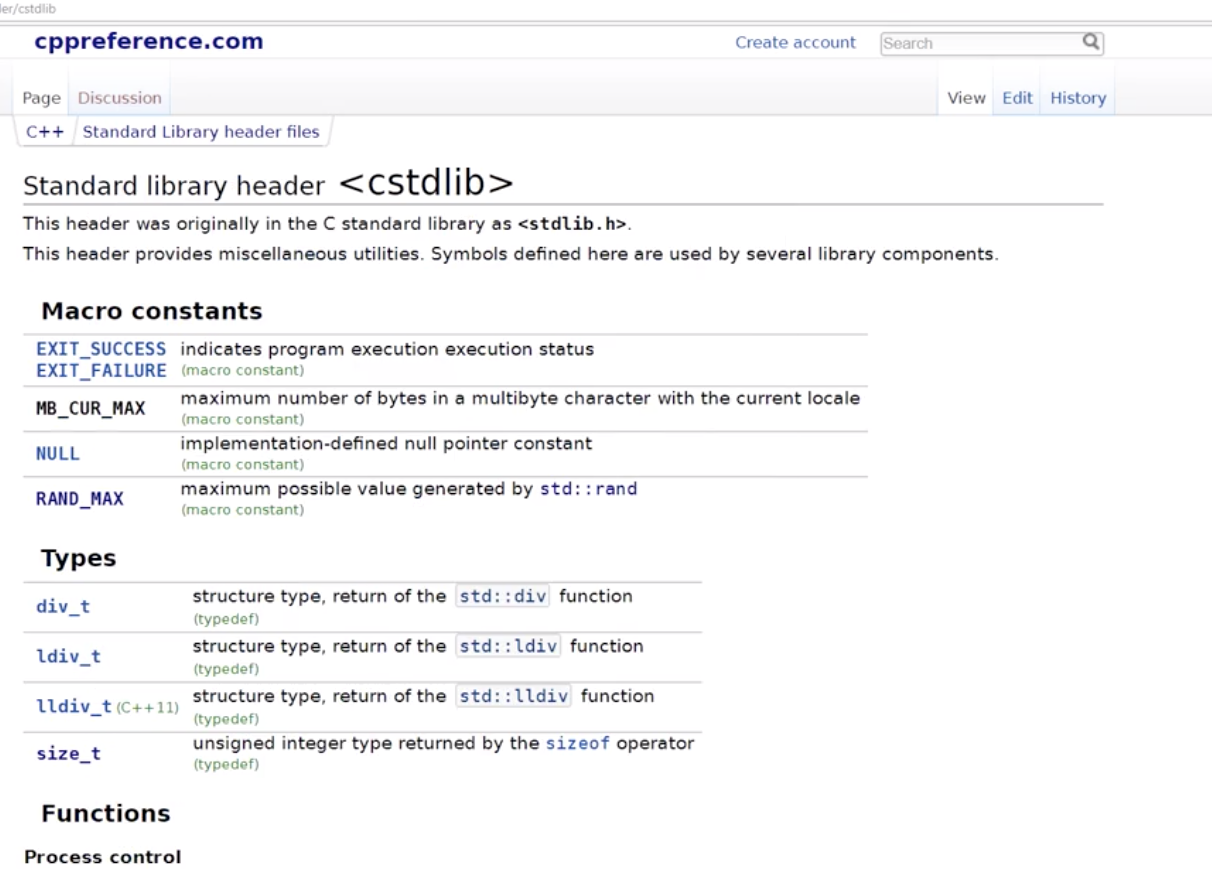 er/cstdlib
cppreference.com Create account Search
Page Discussion View Edit History
C++ Standard Library header files
Standard library header <cstdlib>
This header was originally in the C standard library as <stdlib.h>.
This header provides miscellaneous utilities. Symbols defined here are used by several library components.
Macro constants
EXIT_SUCCESS indicates program execution execution status
EXIT_FAILURE (macro constant)
MB_CUR_MAX maximum number of bytes in a multibyte character with the current locale
(macro constant)
NULL implementation-defined null pointer constant
(macro constant)
RAND_MAX maximum possible value generated by std::rand
(macro constant)
Types
div_t structure type, return of the std::div function
(typedef)
ldiv_t structure type, return of the std::ldiv function
(typedef)
lldiv_t (C++11) structure type, return of the std::lldiv function
(typedef)
size_t unsigned integer type returned by the sizeof operator
(typedef)
Functions
Process control